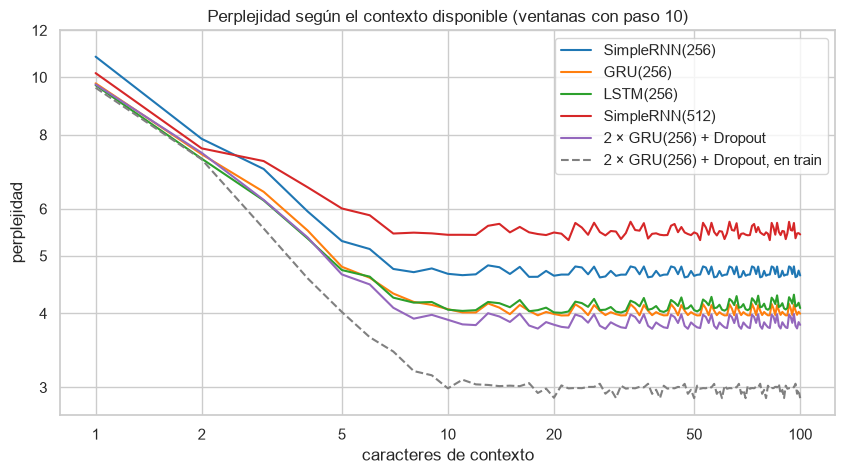 Perplejidad según el contexto disponible (ventanas con paso 10)
perplejidad
12
10
8
6
5
4
3
SimpleRNN(256)
GRU(256)
LSTM(256)
SimpleRNN(512)
2 × GRU(256) + Dropout
2 × GRU(256) + Dropout, en train
1
2
5
10
20
50
100
caracteres de contexto